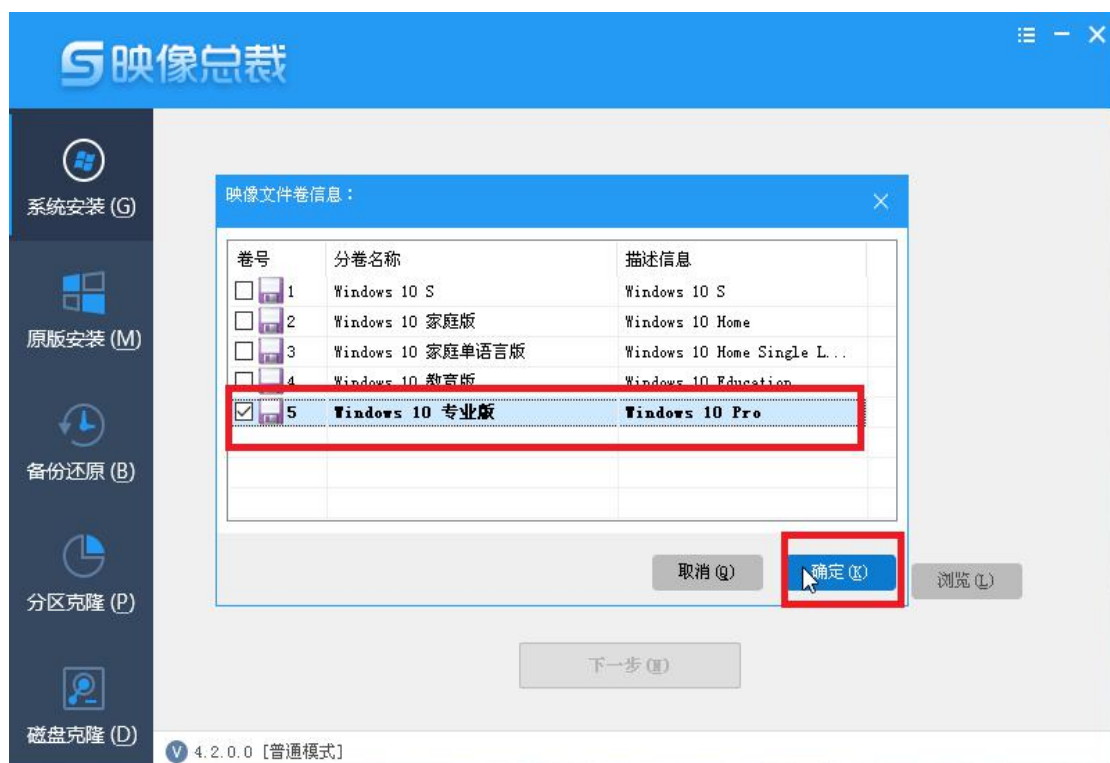 映像总裁
系统安装 (G)
原版安装 (M)
备份还原 (B)
分区克隆 (P)
磁盘克隆 (D)
映像文件卷信息：
卷号 分卷名称 描述信息
1 Windows 10 S Windows 10 S
2 Windows 10 家庭版 Windows 10 Home
3 Windows 10 家庭单语言版 Windows 10 Home Single L...
4 Windows 10 教育版 Windows 10 Education
5 Windows 10 专业版 Windows 10 Pro
取消 (Q) 确定 (K) 浏览 (L)
下一步 (N)
V 4.2.0.0 [普通模式]